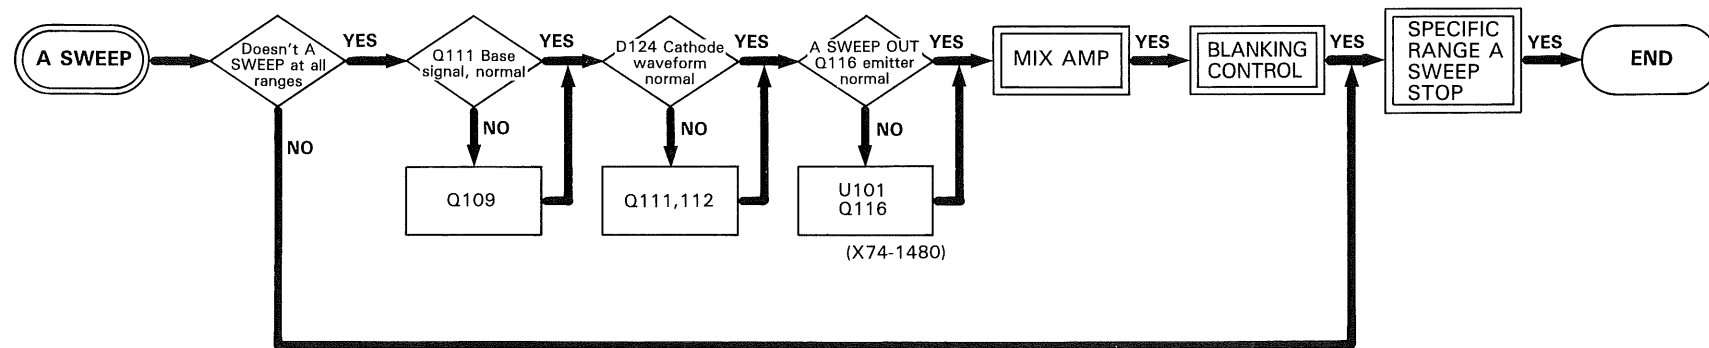 A SWEEP
Doesn't A
SWEEP at all
ranges
YES
NO
Q111 Base
signal, normal
YES
NO
Q109
D124 Cathode
waveform
normal
YES
NO
Q111,112
A SWEEP OUT
Q116 emitter
normal
YES
NO
U101
Q116
(X74-1480)
MIX AMP
YES
BLANKING
CONTROL
YES
SPECIFIC
RANGE A
SWEEP
STOP
YES
END